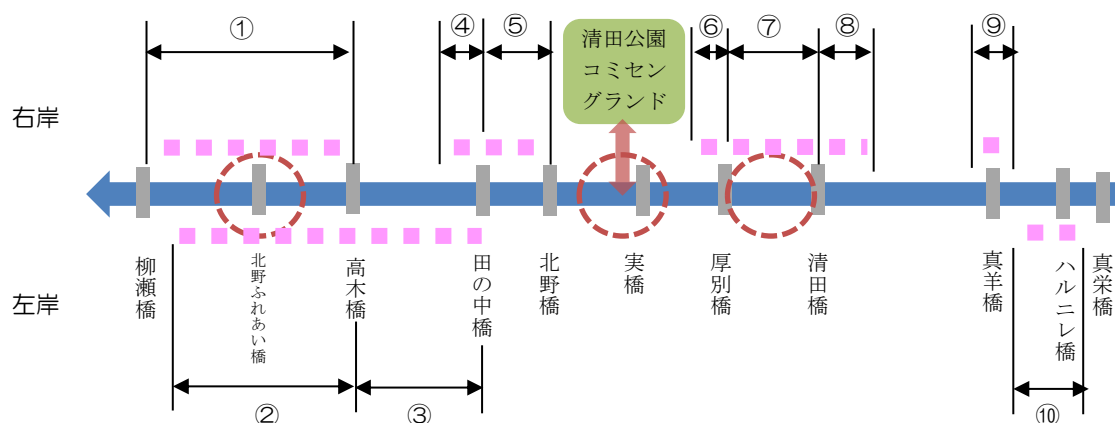 ①
④
⑤
清田公園
コミセン
グランド
⑥
⑦
⑧
⑨
右岸
左岸
柳瀬橋
北野ふれあい橋
高木橋
田の中橋
北野橋
実橋
厚別橋
清田橋
真羊橋
ハルニレ橋
真栄橋
②
③
⑩